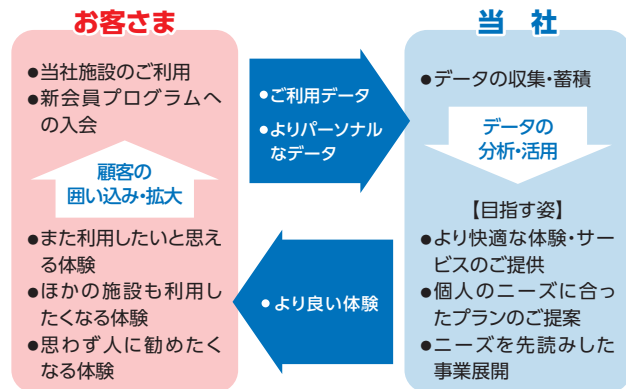 お客さま
●当社施設のご利用
●新会員プログラムへ
の入会
顧客の
囲い込み・拡大
●また利用したいと思え
る体験
●ほかの施設も利用し
たくなる体験
●思わず人に勧めたく
なる体験
●ご利用データ
●よりパーソナル
なデータ
●より良い体験
当 社
●データの収集・蓄積
データの
分析・活用
【目指す姿】
●より快適な体験・サー
ビスのご提供
●個人のニーズに合っ
たプランのご提案
●ニーズを先読みした
事業展開